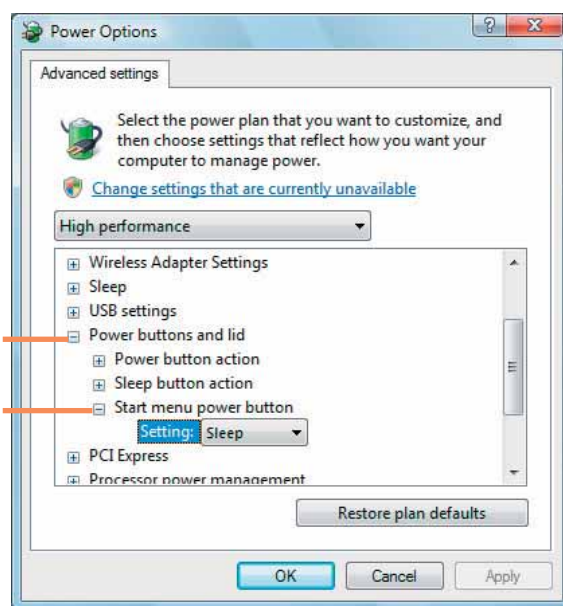 Power Options
Advanced settings
Select the power plan that you want to customize, and
then choose settings that reflect how you want your
computer to manage power.
Change settings that are currently unavailable
High performance
Wireless Adapter Settings
Sleep
USB settings
Power buttons and lid
Power button action
Sleep button action
Start menu power button
Setting: Sleep
PCI Express
Processor power management
Restore plan defaults
OK Cancel Apply